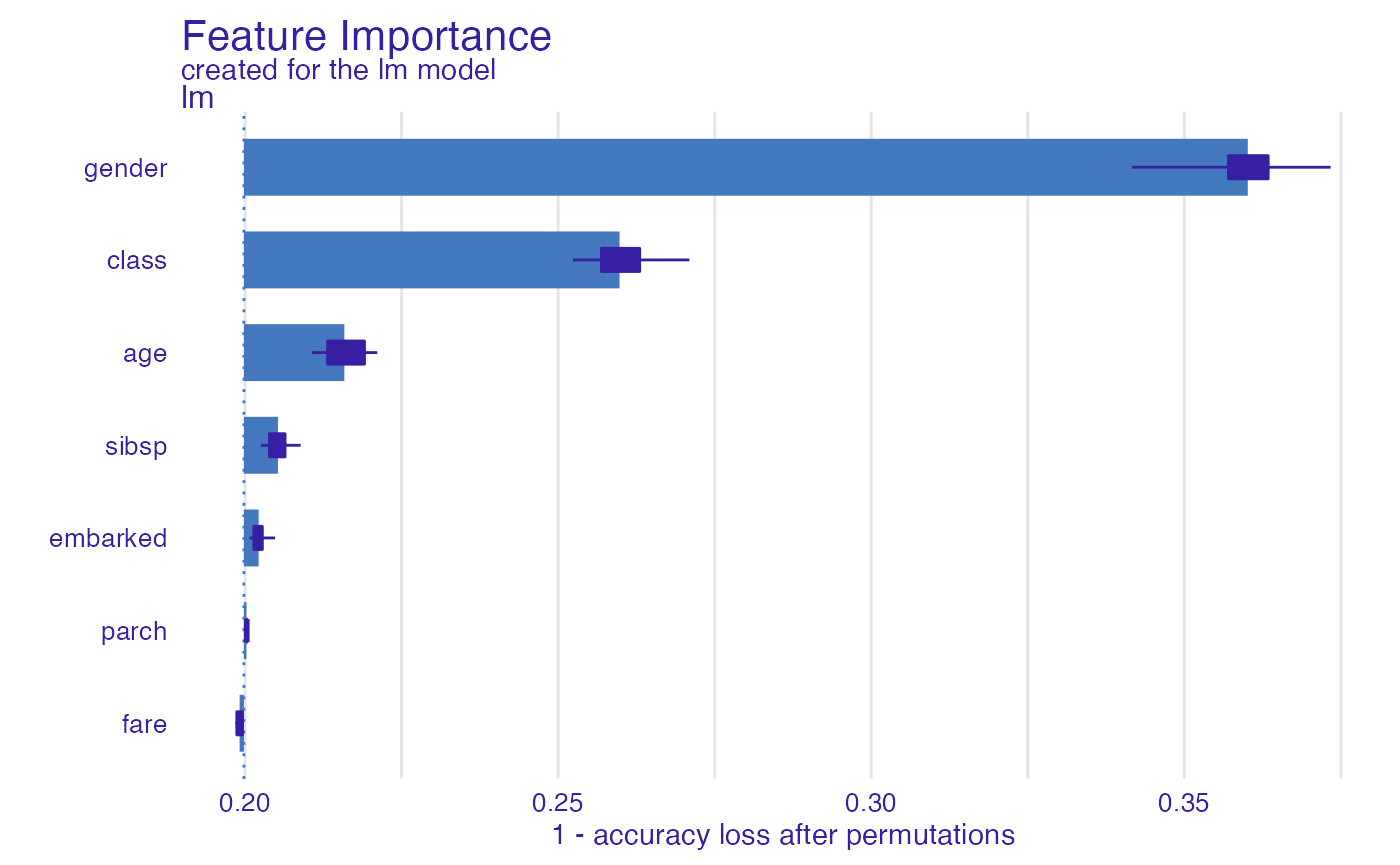 Feature Importance
created for the lm model
lm
gender
class
age
sibsp
embarked
parch
fare
0.20 0.25 0.30 0.35
1 - accuracy loss after permutations